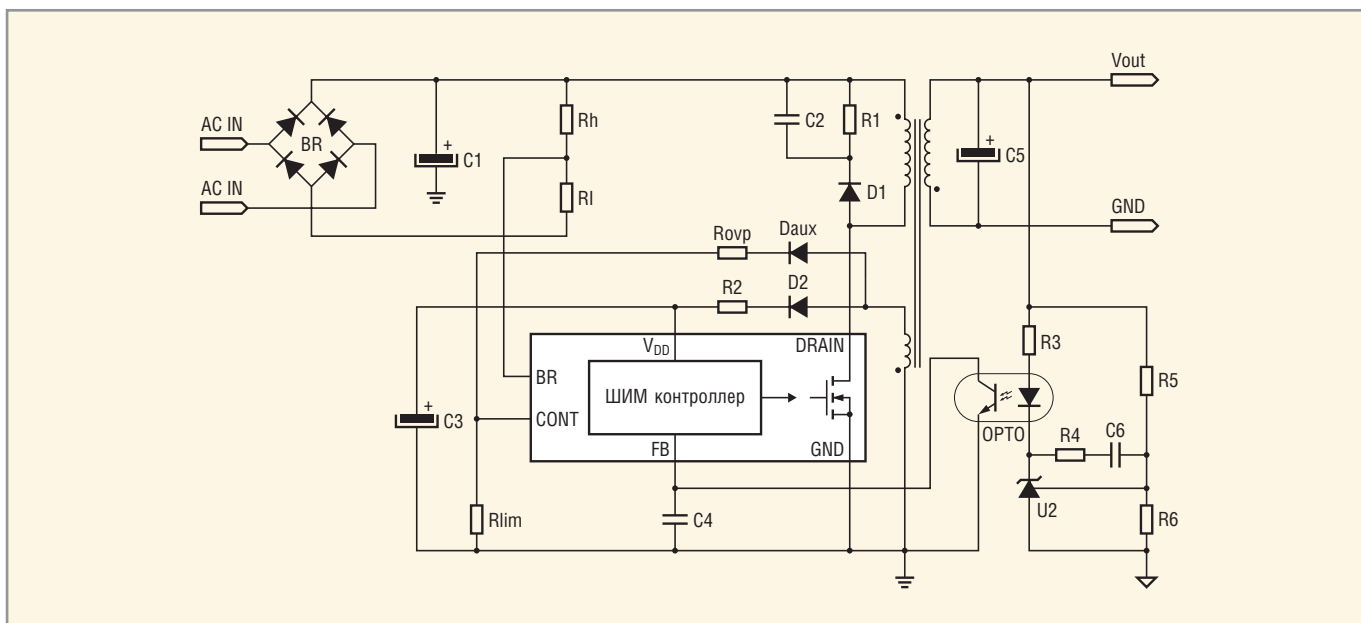 Vout
AC IN
BR
C1
Rh
Rl
C2
R1
D1
C5
AC IN
GND
Rovp
Daux
R2
D2
VDD
DRAIN
BR
ШИМ контроллер
CONT
C3
FB
GND
R3
R5
OPTO
R4
C6
U2
R6
Rlim
C4
+
+
+